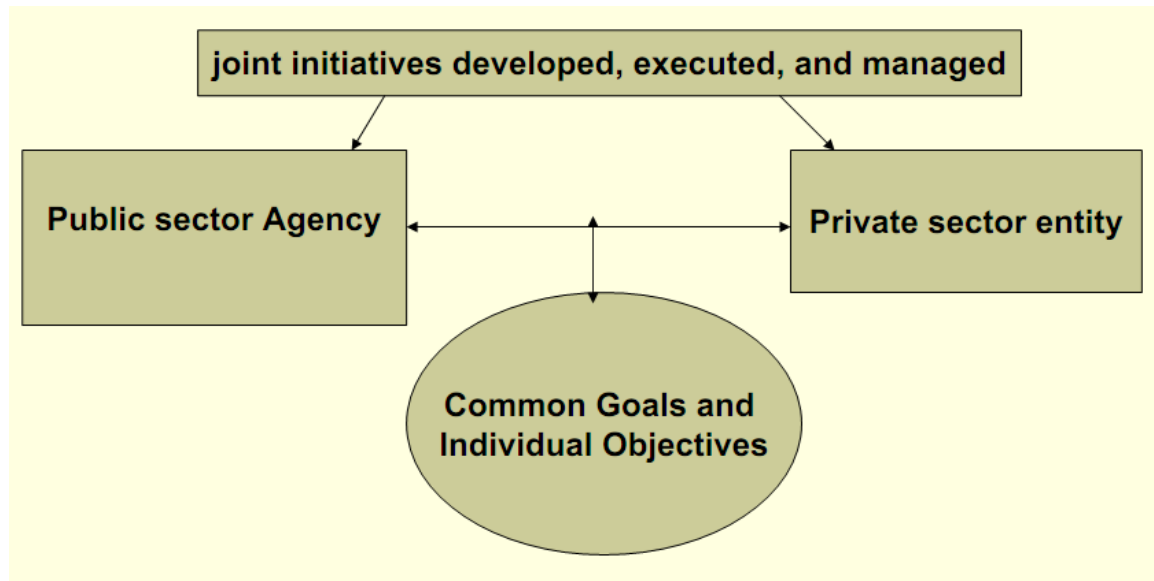 joint initiatives developed, executed, and managed
Public sector Agency
Private sector entity
Common Goals and
Individual Objectives